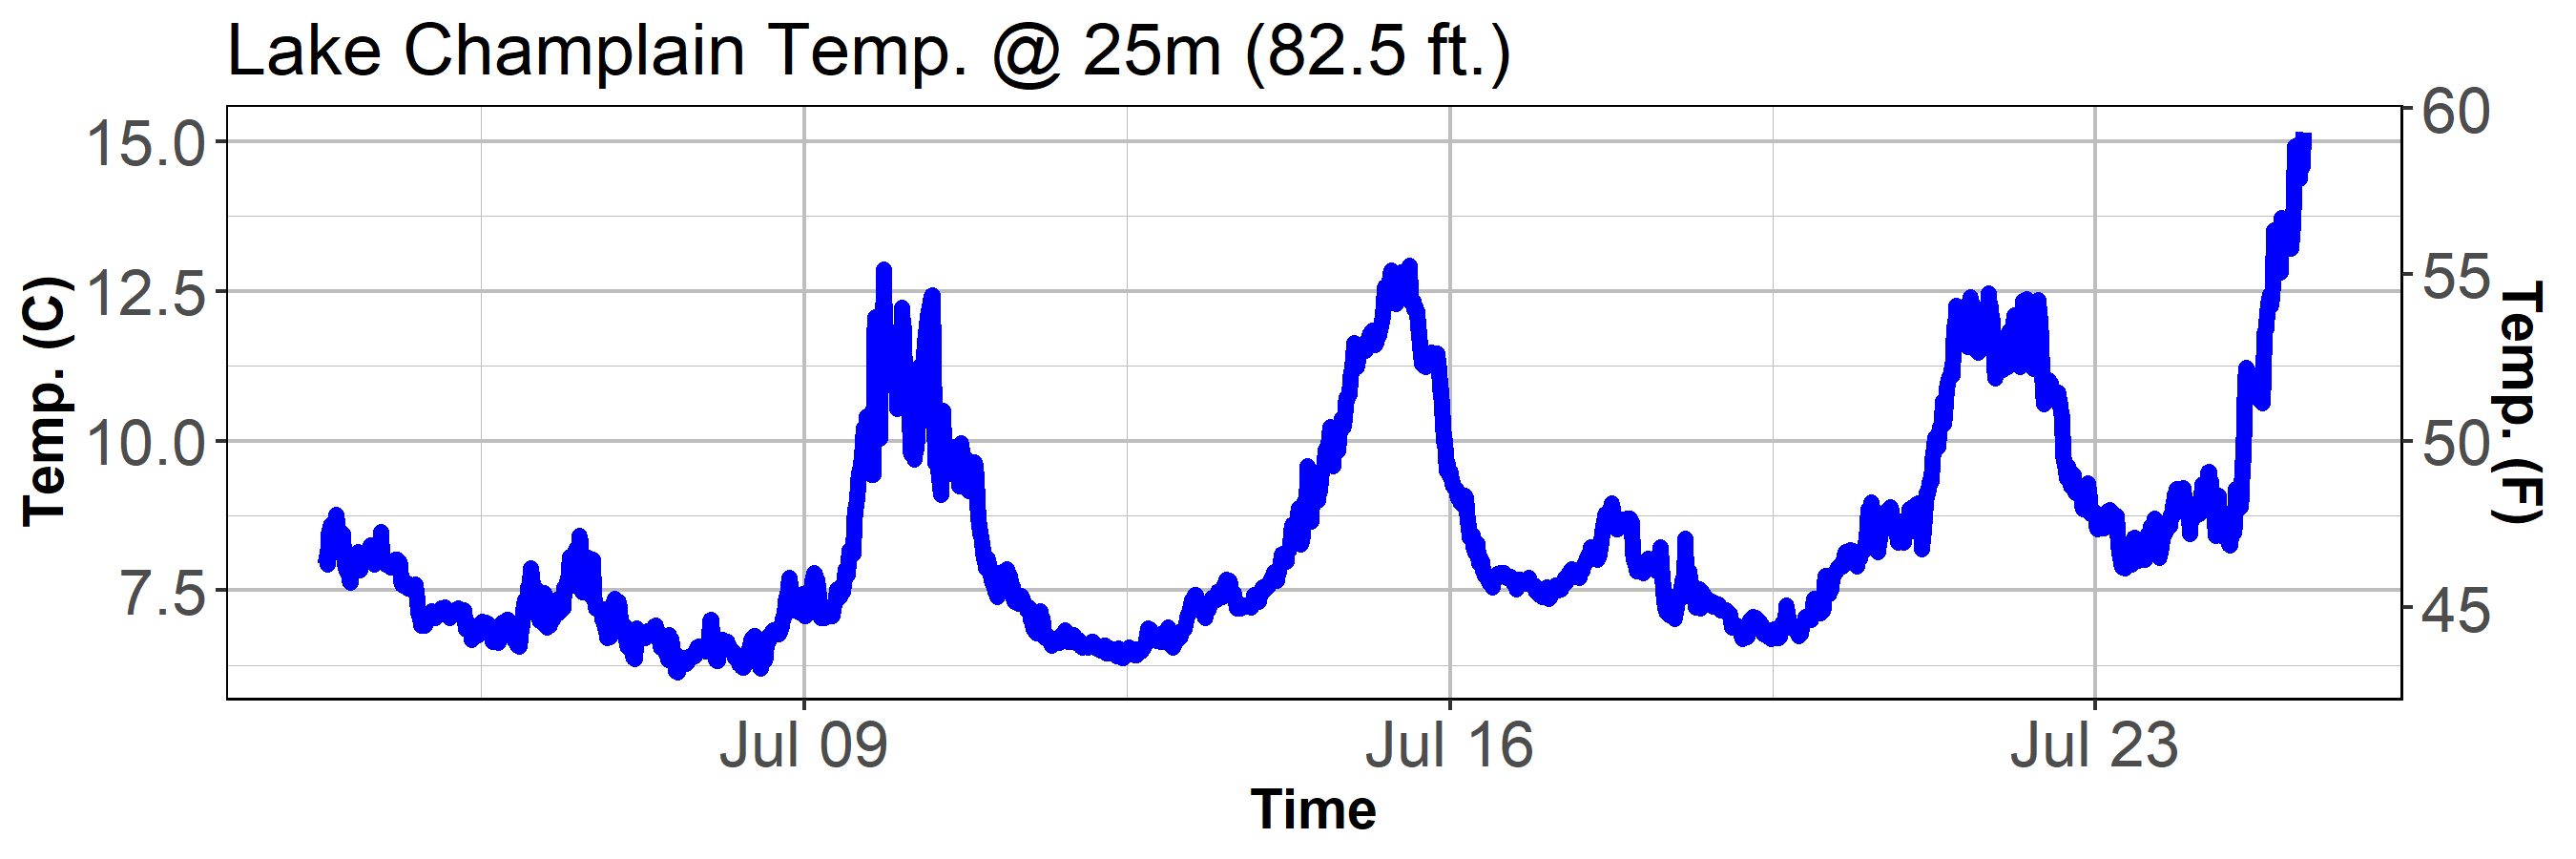 Lake Champlain Temp. @ 25m (82.5 ft.)
Temp. (C)
15.0
12.5
10.0
7.5
60
55
50
45
Temp. (F)
Jul 09
Jul 16
Jul 23
Time